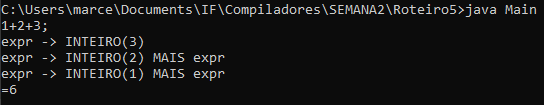 C:\Users\marce\Documents\IF\Compiladores\SEMANA2\Roteiro5>java Main
1+2+3;
expr -> INTEIRO(3)
expr -> INTEIRO(2) MAIS expr
expr -> INTEIRO(1) MAIS expr
=6